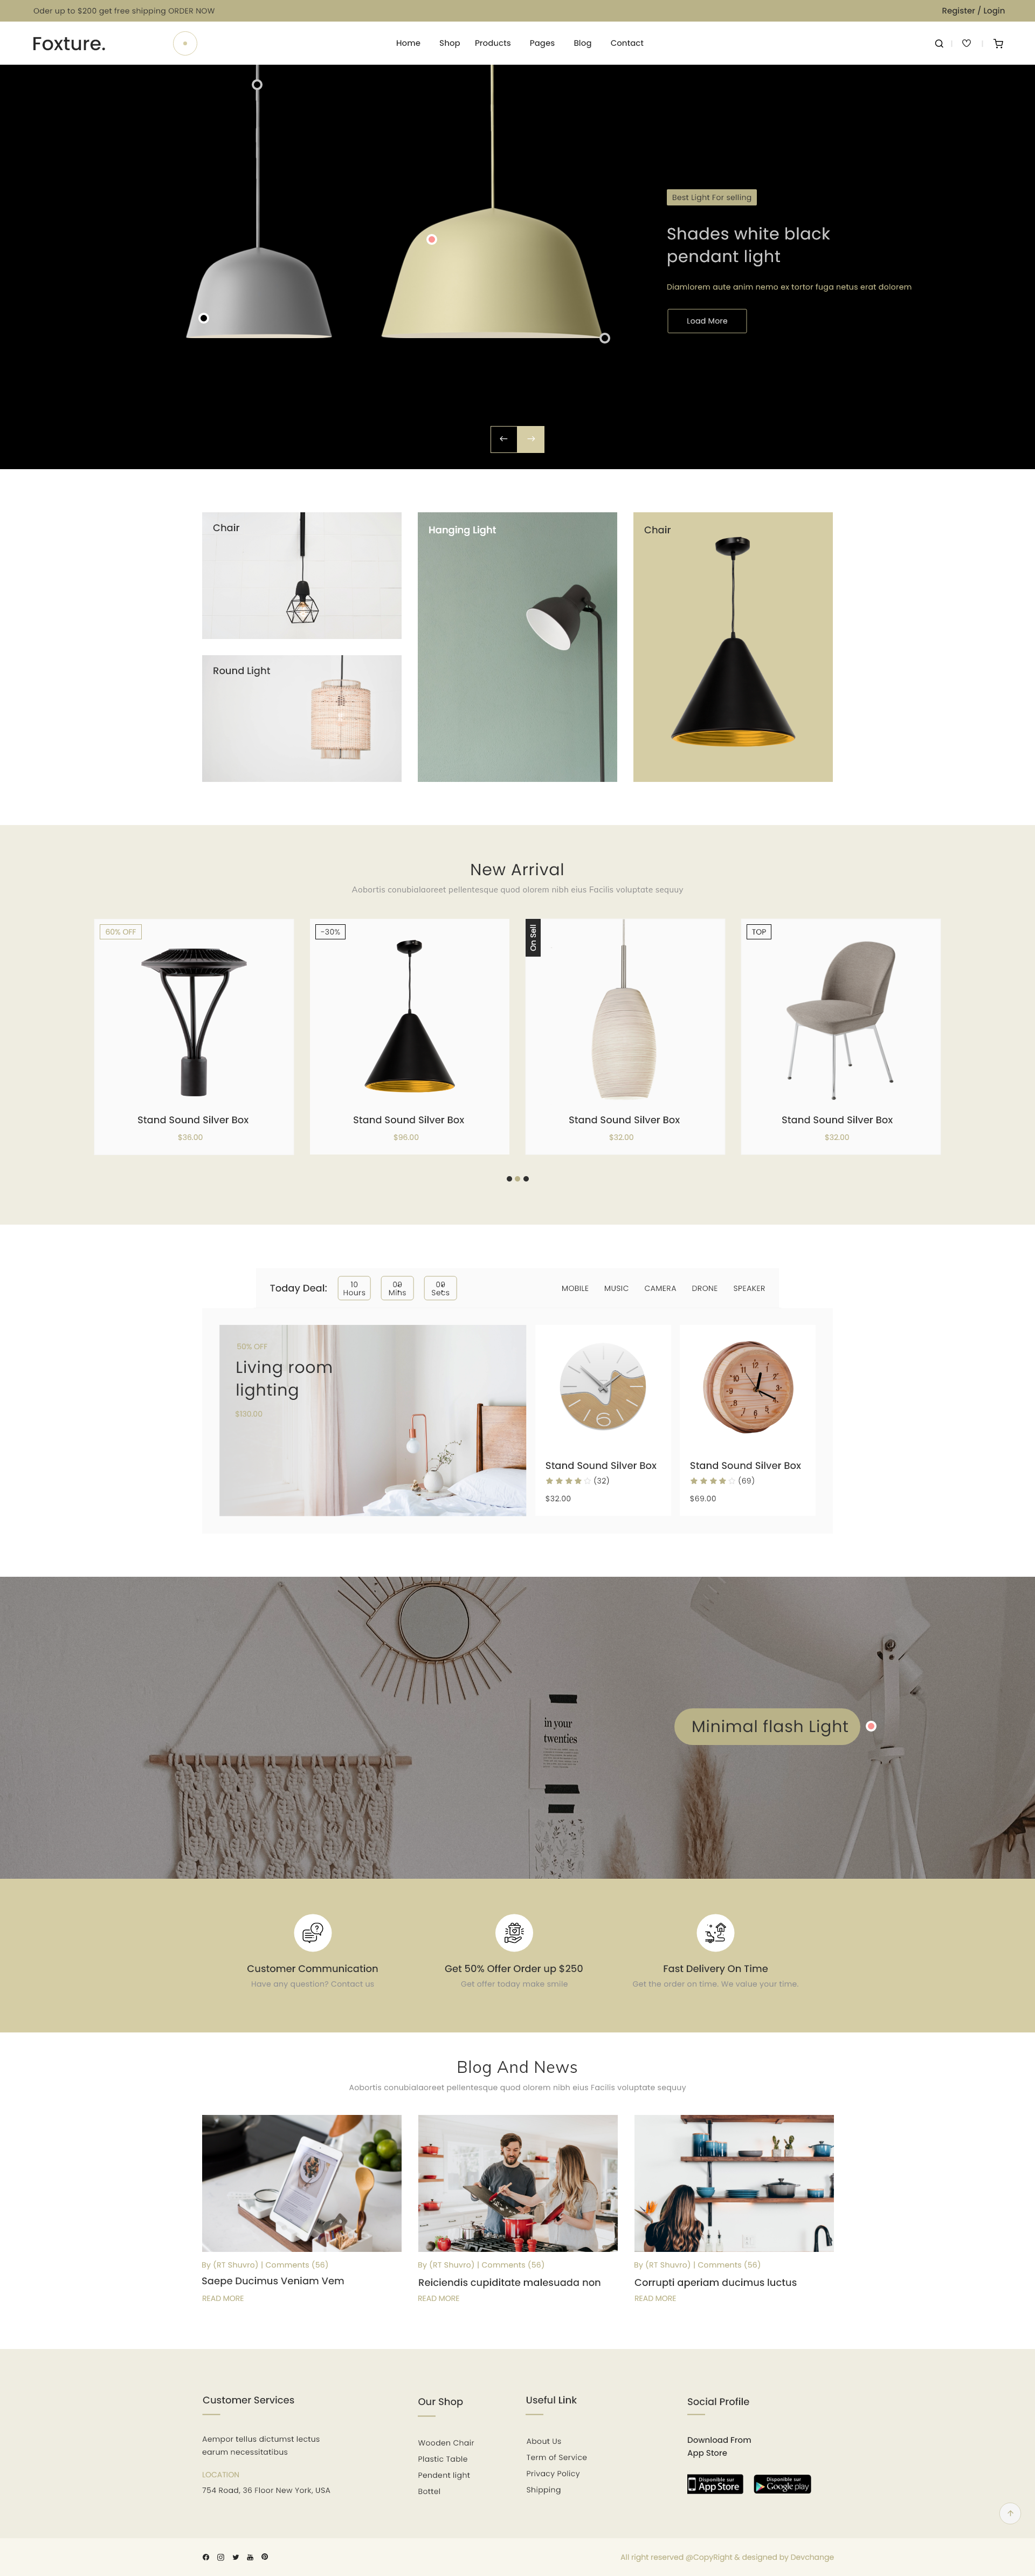 Oder up to $200 get free shipping ORDER NOW
Register / Login
Foxture.
Home
Shop
Products
Pages
Blog
Contact
Best Light For selling
Shades white black
pendant light
Diamlorem aute anim nemo ex tortor fuga netus erat dolorem
Load More
Chair
Hanging Light
Chair
Round Light
New Arrival
Aobortis conubialaoreet pellentesque quod olorem nibh eius Facilis voluptate sequuy
60% OFF
-30%
On Sell
TOP
Stand Sound Silver Box
$36.00
Stand Sound Silver Box
$96.00
Stand Sound Silver Box
$32.00
Stand Sound Silver Box
$32.00
Today Deal:
10
Hours
MOBILE
MUSIC
CAMERA
DRONE
SPEAKER
50% OFF
Living room
lighting
$130.00
Stand Sound Silver Box
(32)
$32.00
Stand Sound Silver Box
(69)
$69.00
in your
twenties
Minimal flash Light
Customer Communication
Have any question? Contact us
Get 50% Offer Order up $250
Get offer today make smile
Fast Delivery On Time
Get the order on time. We value your time.
Blog And News
Aobortis conubialaoreet pellentesque quod olorem nibh eius Facilis voluptate sequuy
By (RT Shuvro) | Comments (56)
Saepe Ducimus Veniam Vem
READ MORE
By (RT Shuvro) | Comments (56)
Reiciendis cupiditate malesuada non
READ MORE
By (RT Shuvro) | Comments (56)
Corrupti aperiam ducimus luctus
READ MORE
Customer Services
Aempor tellus dictumst lectus
earum necessitatibus
LOCATION
754 Road, 36 Floor New York, USA
Our Shop
Wooden Chair
Plastic Table
Pendent light
Bottel
Useful Link
About Us
Term of Service
Privacy Policy
Shipping
Social Profile
Download From
App Store
Disponible sur
App Store
Disponible sur
Google play
All right reserved @CopyRight & designed by Devchange